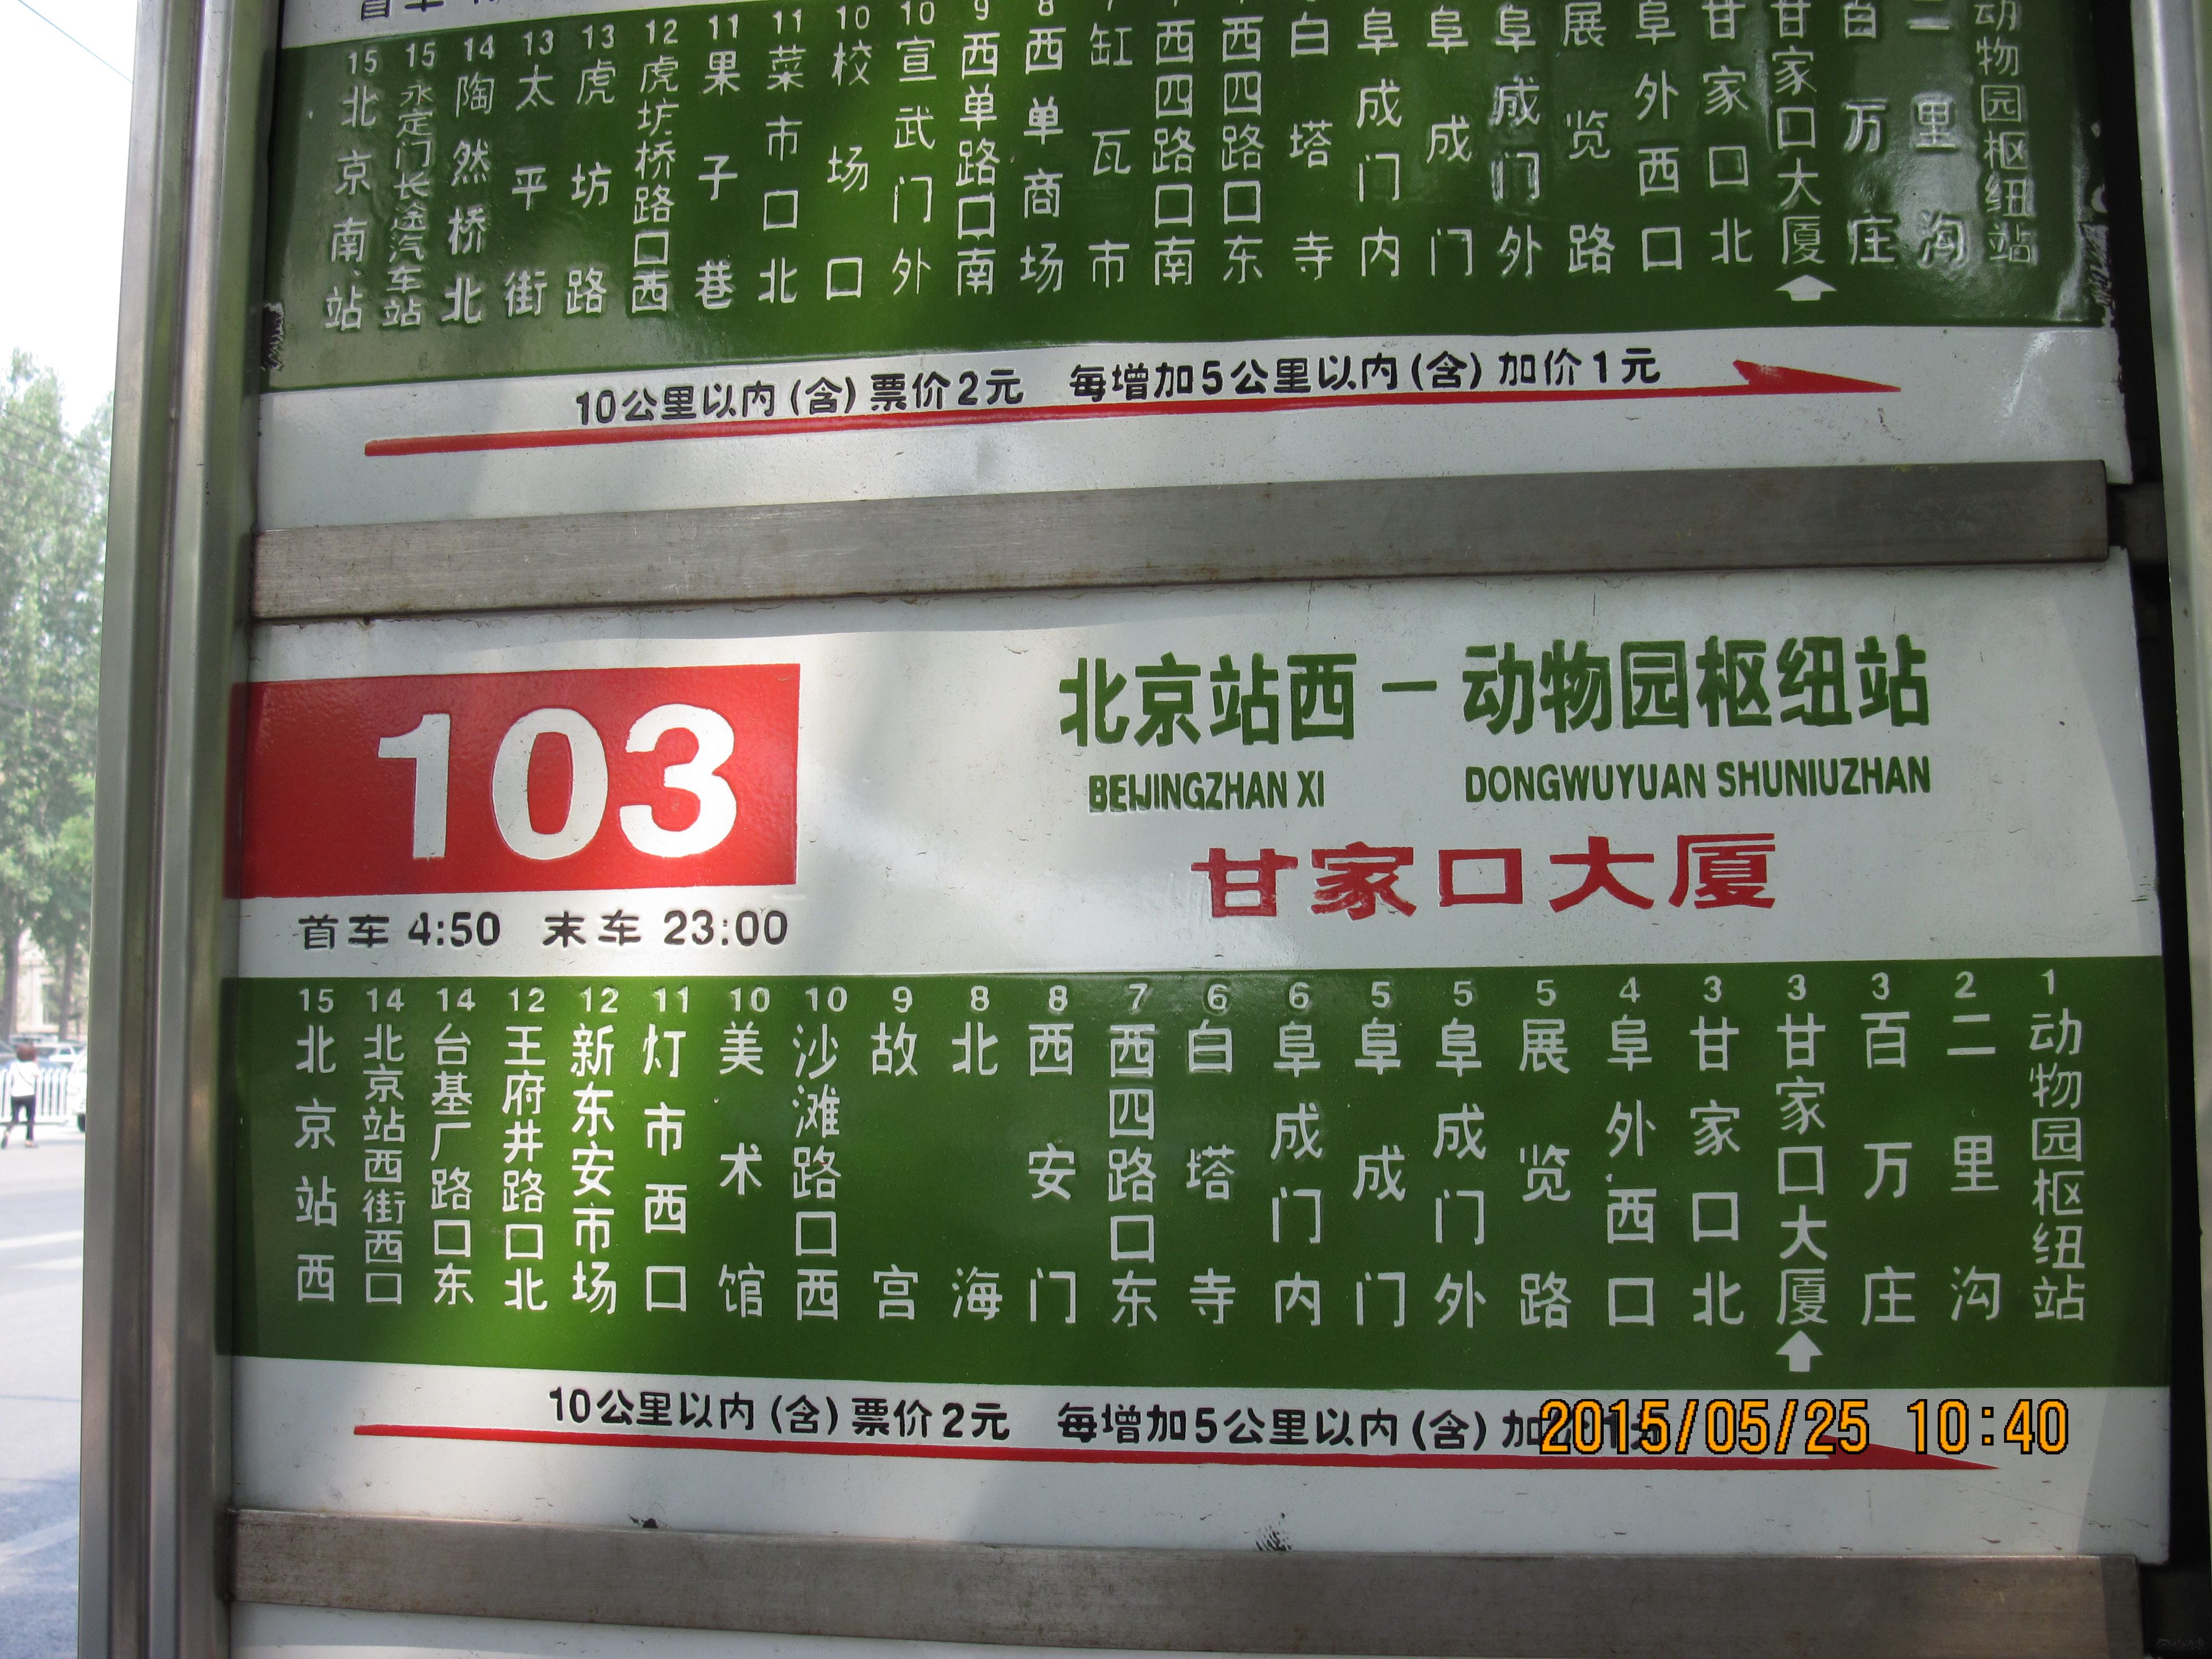 15 北京南站
15 永定门长途汽车站
14 陶然桥北
13 太平街
13 虎坊路
12 虎坊桥路口西
11 果子巷
11 菜市口北
10 校场口
10 宣武门外
9 西单路口南
8 西单商场
缸瓦市
西四路口南
西四路口东
白塔寺
阜成门内
阜成门
阜成门外
展览路
阜外西口
甘家口北
甘家口大厦
百万庄
二里沟
动物园枢纽站
10公里以内(含)票价2元 每增加5公里以内(含)加价1元
103
北京站西－动物园枢纽站
BEIJINGZHAN XI DONGWUYUAN SHUNIUZHAN
甘家口大厦
首车 4:50 末车 23:00
15 北京站西
14 北京站西街西口
14 台基厂路口东
12 王府井路口北
12 新东安市场
11 灯市西口
10 美术馆
10 沙滩路口西
9 故宫
8 北海
8 西安门
7 西四路口东
6 白塔寺
6 阜成门内
5 阜成门
5 阜成门外
5 展览路
4 阜外西口
3 甘家口北
3 甘家口大厦
3 百万庄
2 二里沟
1 动物园枢纽站
10公里以内(含)票价2元 每增加5公里以内(含)加
2015/05/25 10:40